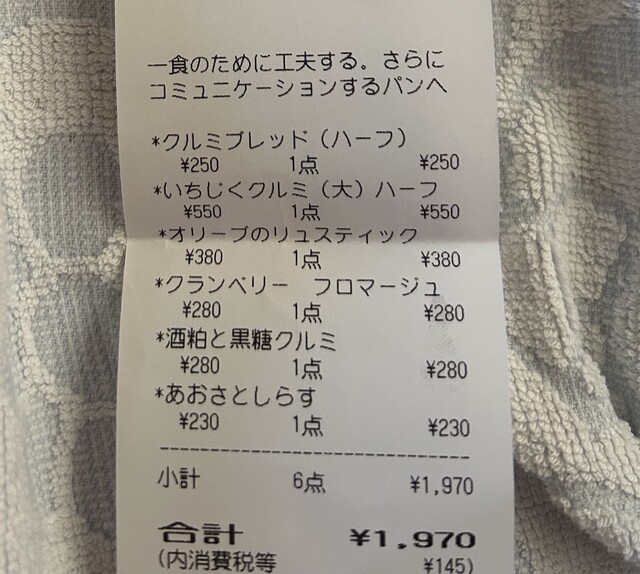 一食のために工夫する。さらに
コミュニケーションするパンへ
*クルミブレッド（ハーフ）
¥250 1点 ¥250
*いちじくクルミ（大）ハーフ
¥550 1点 ¥550
*オリーブのリュスティック
¥380 1点 ¥380
*クランベリー　フロマージュ
¥280 1点 ¥280
*酒粕と黒糖クルミ
¥280 1点 ¥280
*あおさとしらす
¥230 1点 ¥230
小計 6点 ¥1,970
合計 ¥1,970
(内消費税等 ¥145)